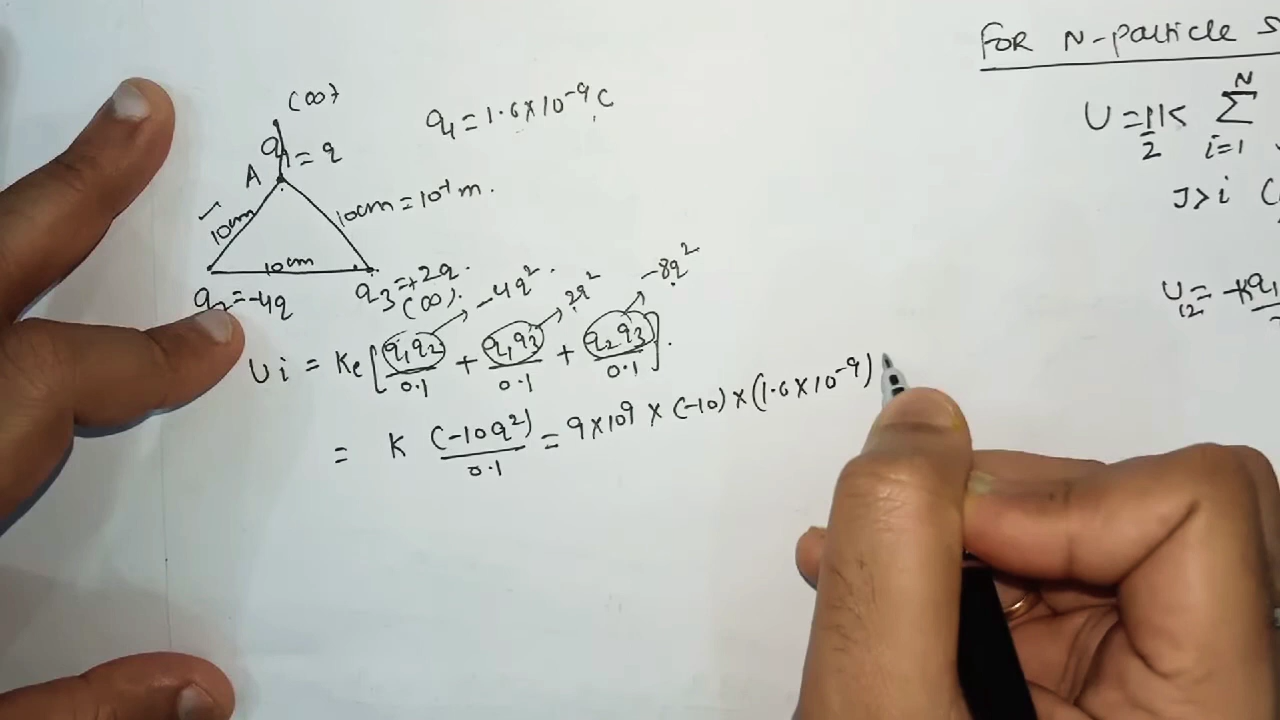 FOR N-particle S
U = 1/2 K Σ N i=1
J > i
U12 = -Kq1
(∞)
q1 = q
A
q = 1.6×10⁻⁹ C
10cm
10cm = 10⁻¹ m.
10cm
q2 = -4q
q3 = +2q.
(∞).
-4q².
2q²
-8q²
Ui = Ke [q1q2/0.1 + q1q3/0.1 + q2q3/0.1].
= K (-10q²)/0.1 = 9×10⁹ × (-10) × (1.6×10⁻⁹)